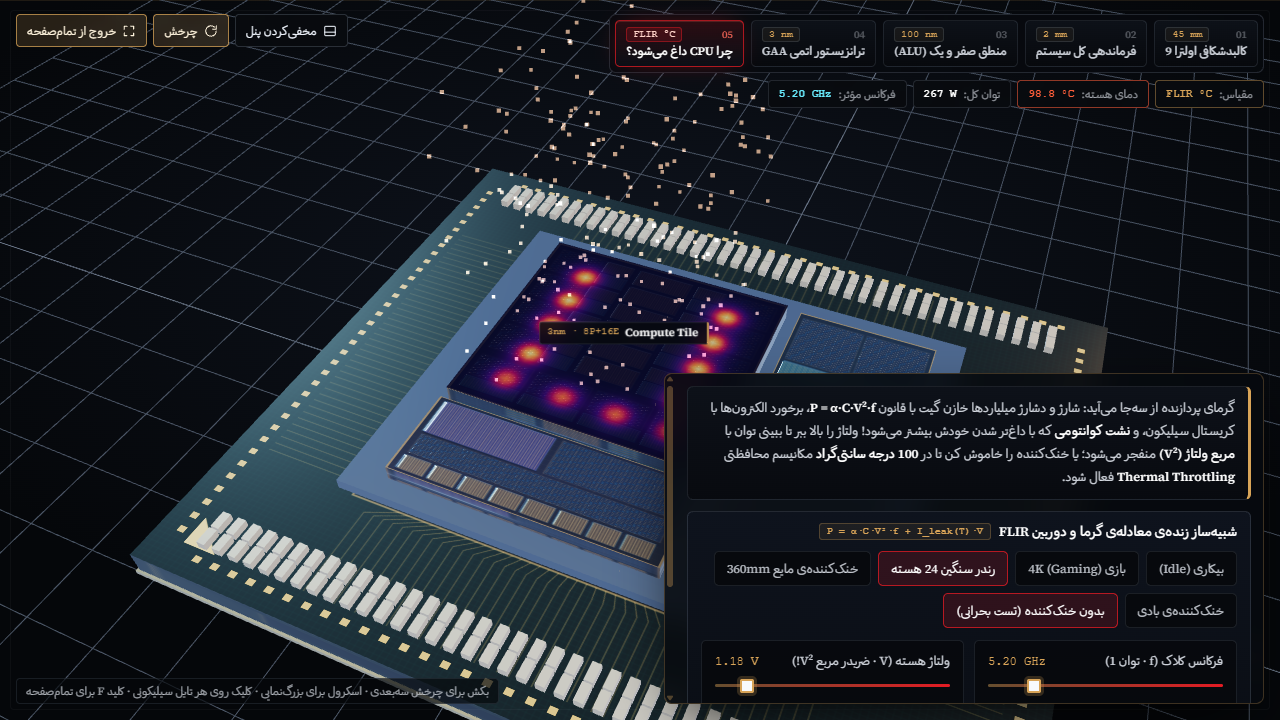 01
45 nm
کالبدشکافی اولترا 9
02
2 mm
فرماندهی کل سیستم
03
100 nm
منطق صفر و یک (ALU)
04
3 nm
ترانزیستور اتمی GAA
05
FLIR °C
چرا CPU داغ می‌شود؟
مخفی‌کردن پنل
چرخش
خروج از تمام‌صفحه
مقیاس: FLIR °C
دمای هسته: 98.8 °C
توان کل: 267 W
فرکانس مؤثر: 5.20 GHz
3nm · 8P+16E Compute Tile
گرمای پردازنده از سه‌جا می‌آید: شارژ و دشارژ میلیاردها خازن گیت با قانون P = α·C·V²·f، برخورد الکترون‌ها با
کریستال سیلیکون، و نشت کوانتومی که با داغ‌تر شدن خودش بیشتر می‌شود! ولتاژ را بالا ببر تا ببینی توان با
مربع ولتاژ (V²) منفجر می‌شود؛ یا خنک‌کننده را خاموش کن تا در 100 درجه سانتی‌گراد مکانیسم محافظتی
Thermal Throttling فعال شود.
شبیه‌ساز زنده‌ی معادله‌ی گرما و دوربین FLIR
P = α·C·V²·f + I_leak(T)·V
بیکاری (Idle)
بازی 4K (Gaming)
رندر سنگین 24 هسته
خنک‌کننده‌ی مایع 360mm
خنک‌کننده‌ی بادی
بدون خنک‌کننده (تست بحرانی)
فرکانس کلاک (f · توان 1)
5.20 GHz
ولتاژ هسته (V · ضریدر مربع V²!)
1.18 V
بکش برای چرخش سه‌بعدی · اسکرول برای بزرگ‌نمایی · کلیک روی هر تایل سیلیکونی · کلید F برای تمام‌صفحه